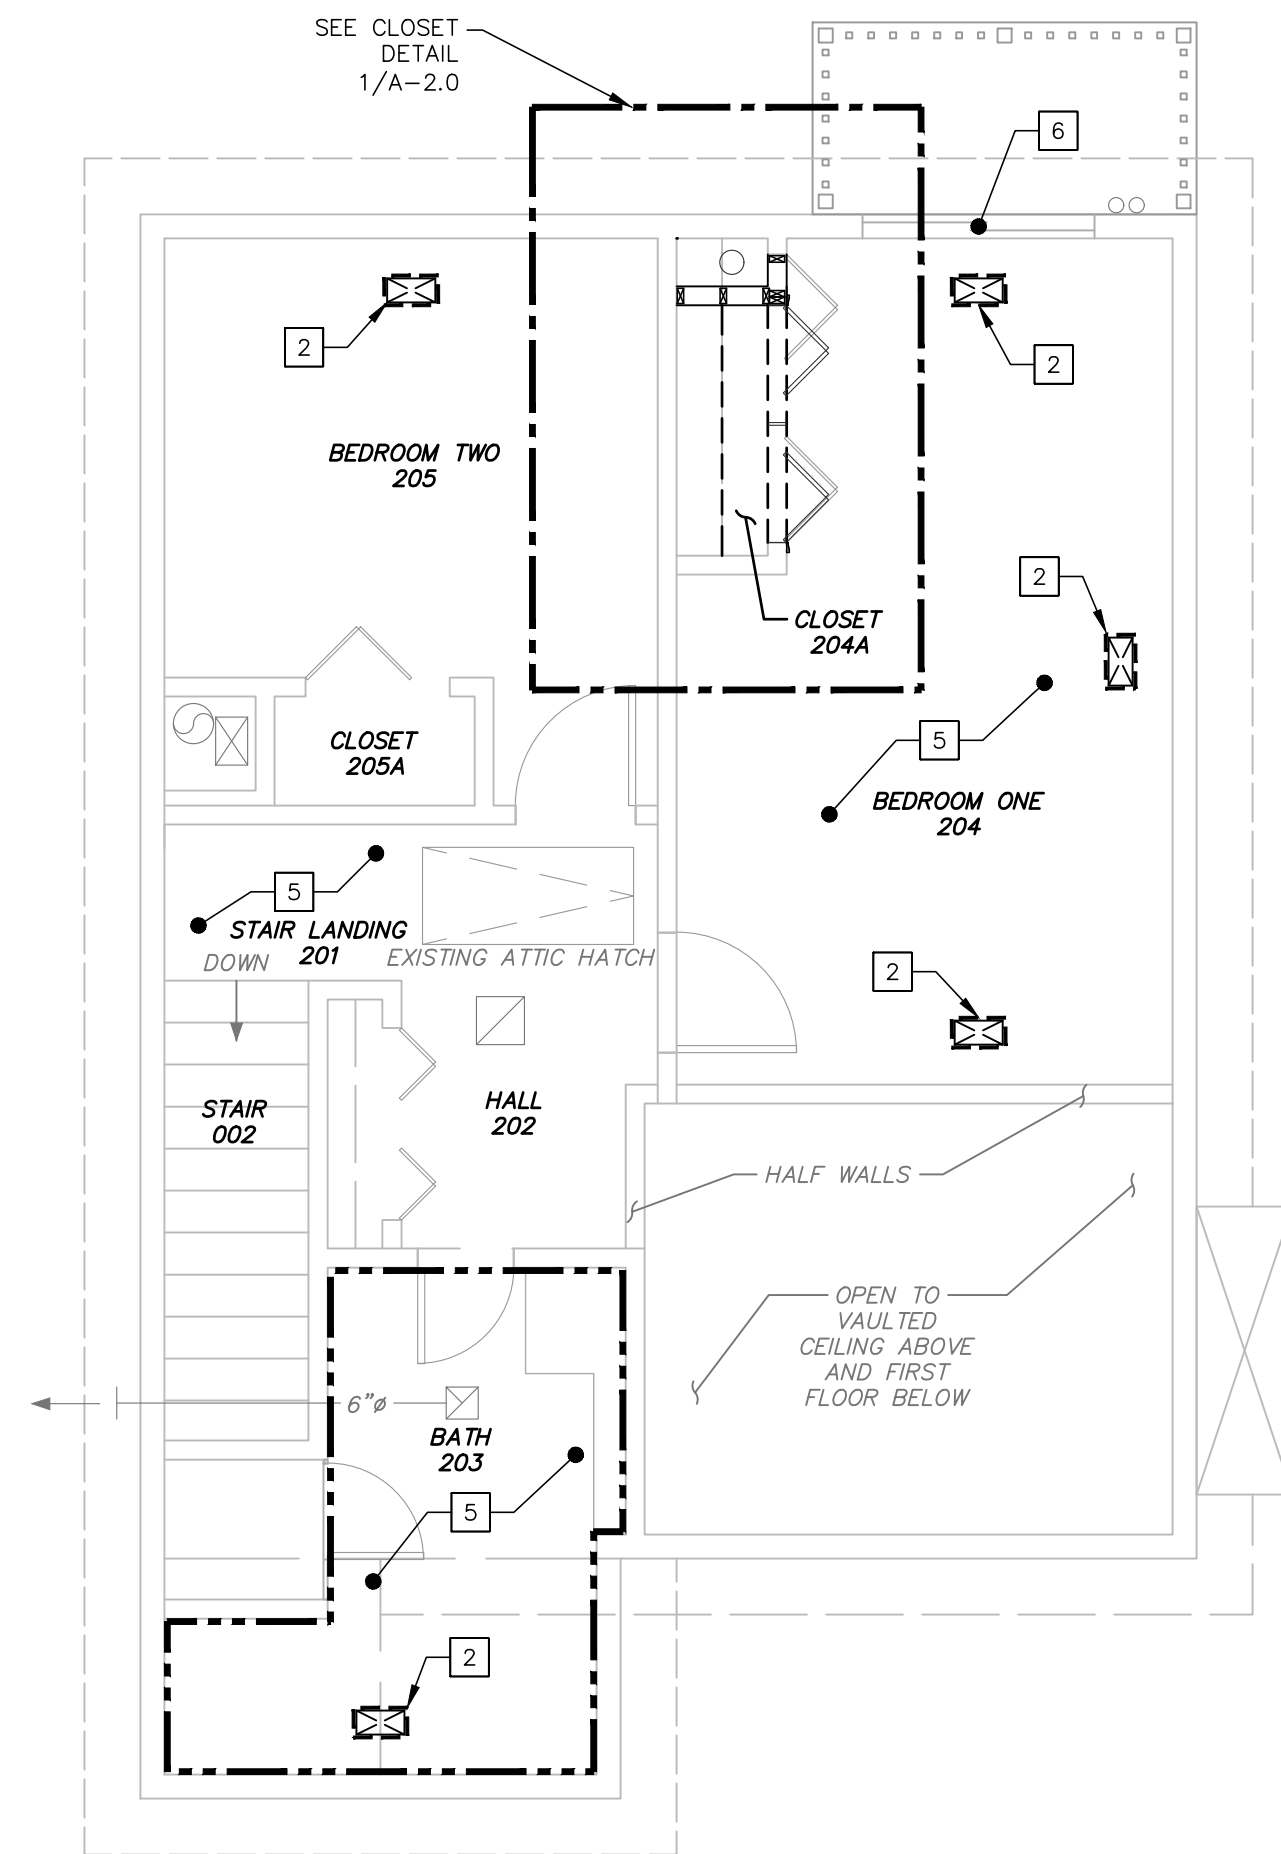 SEE CLOSET
DETAIL
1/A-2.0
6
2
2
BEDROOM TWO
205
2
CLOSET
204A
CLOSET
205A
5
BEDROOM ONE
204
5
STAIR LANDING
201
DOWN
EXISTING ATTIC HATCH
2
STAIR
002
HALL
202
HALF WALLS
OPEN TO
VAULTED
CEILING ABOVE
AND FIRST
FLOOR BELOW
6"ø
BATH
203
5
2